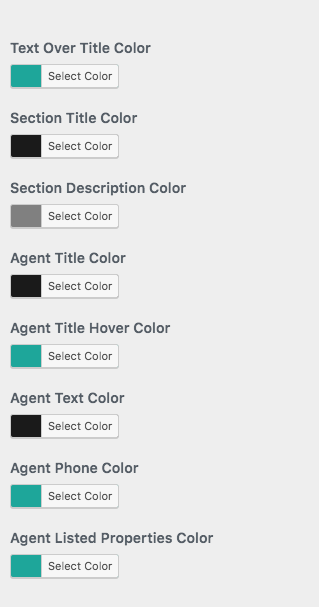 Text Over Title Color
Select Color
Section Title Color
Select Color
Section Description Color
Select Color
Agent Title Color
Select Color
Agent Title Hover Color
Select Color
Agent Text Color
Select Color
Agent Phone Color
Select Color
Agent Listed Properties Color
Select Color